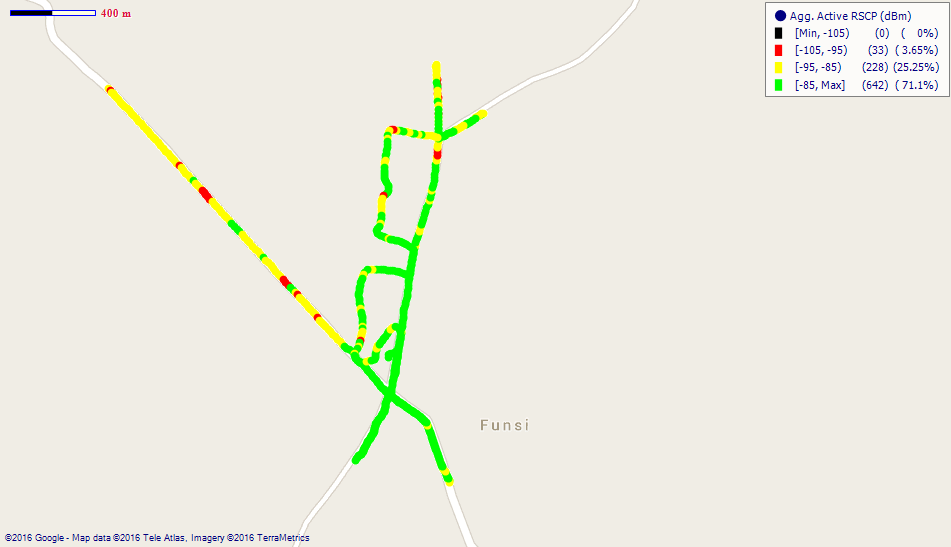 400 m
Agg. Active RSCP (dBm)
[Min, -105) (0) ( 0%)
[-105, -95) (33) ( 3.65%)
[-95, -85) (228) (25.25%)
[-85, Max] (642) ( 71.1%)
Funsi
©2016 Google - Map data ©2016 Tele Atlas, Imagery ©2016 TerraMetrics